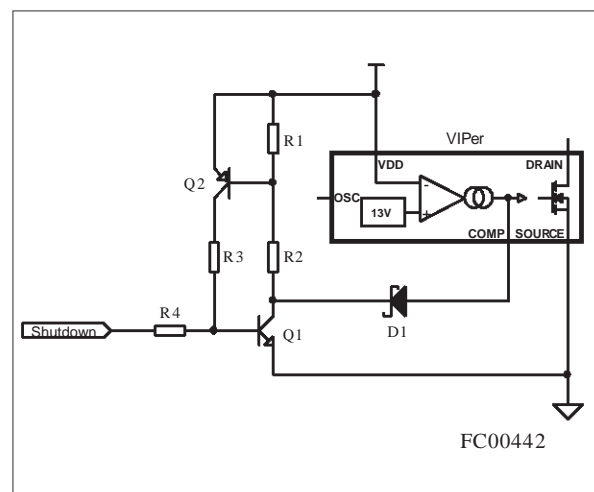 R1
VIPer
VDD
DRAIN
Q2
-
OSC
13V
+
COMP
SOURCE
R3
R2
R4
D1
Shutdown
Q1
FC00442